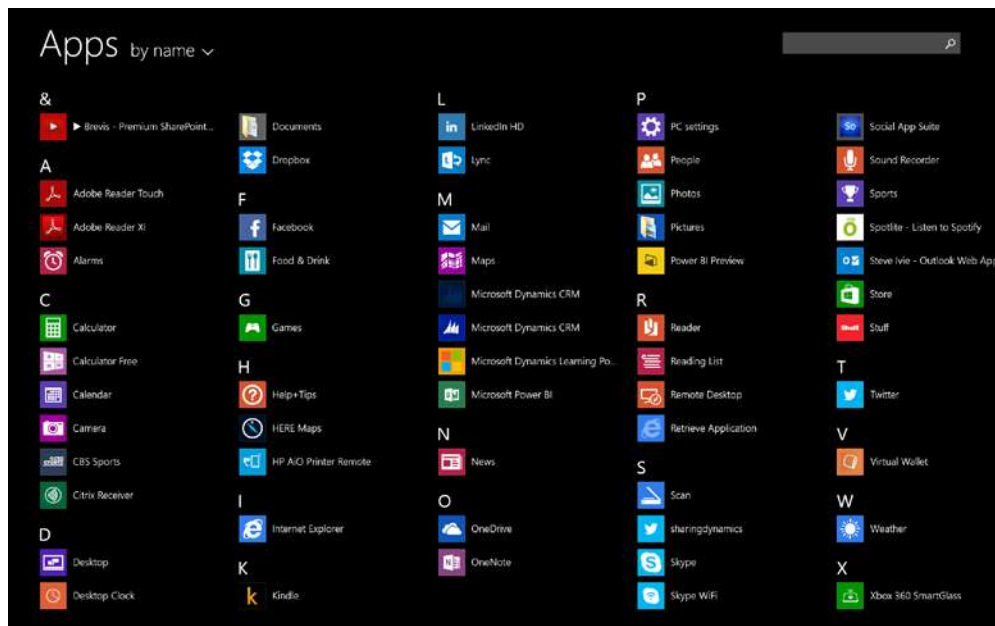 Apps by name
&
▶ Brevis - Premium SharePoint...
A
Adobe Reader Touch
Adobe Reader XI
Alarms
C
Calculator
Calculator Free
Calendar
Camera
CBS Sports
Citrix Receiver
D
Desktop
Desktop Clock
Documents
Dropbox
F
Facebook
Food & Drink
G
Games
H
Help+Tips
HERE Maps
HP AiO Printer Remote
I
Internet Explorer
K
Kindle
L
LinkedIn HD
Lync
M
Mail
Maps
Microsoft Dynamics CRM
Microsoft Dynamics CRM
Microsoft Dynamics Learning Po...
Microsoft Power BI
N
News
O
OneDrive
OneNote
P
PC settings
People
Photos
Pictures
Power BI Preview
R
Reader
Reading List
Remote Desktop
Retrieve Application
S
Scan
sharingdynamics
Skype
Skype WiFi
Social App Suite
Sound Recorder
Sports
Spotlite - Listen to Spotify
Steve Ivie - Outlook Web App
Store
Stuff
T
Twitter
V
Virtual Wallet
W
Weather
X
Xbox 360 SmartGlass